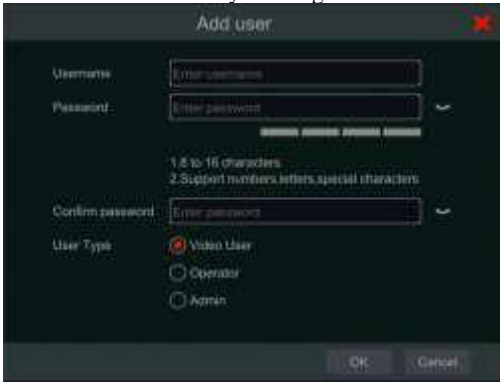 Add user
Username
Enter username
Password
Enter password
1.8 to 16 characters
2.Support numbers,letters,special characters
Confirm password
Enter password
User Type
Video User
Operator
Admin
OK
Cancel